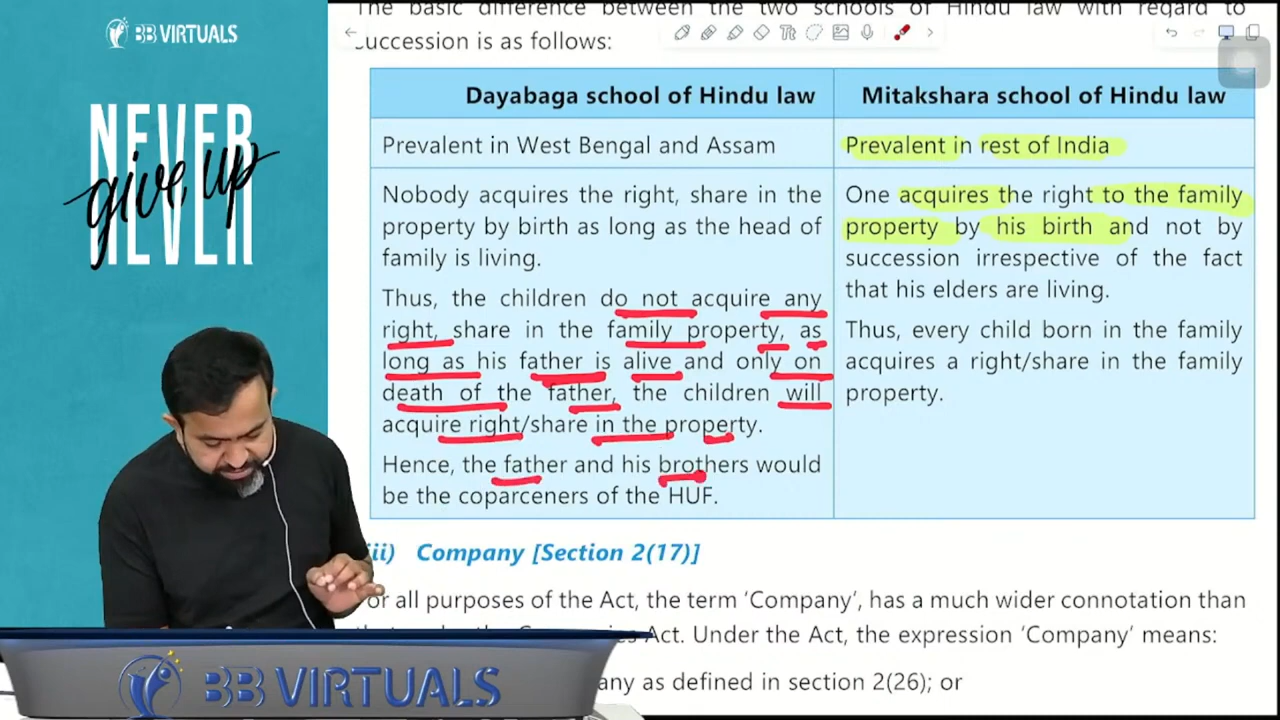 BB VIRTUALS
NEVER
give up
NEVER
The basic difference between the two schools of Hindu law with regard to
succession is as follows:
Dayabaga school of Hindu law
Mitakshara school of Hindu law
Prevalent in West Bengal and Assam
Prevalent in rest of India
Nobody acquires the right, share in the
property by birth as long as the head of
family is living.
Thus, the children do not acquire any
right, share in the family property, as
long as his father is alive and only on
death of the father, the children will
acquire right/share in the property.
Hence, the father and his brothers would
be the coparceners of the HUF.
One acquires the right to the family
property by his birth and not by
succession irrespective of the fact
that his elders are living.
Thus, every child born in the family
acquires a right/share in the family
property.
iii) Company [Section 2(17)]
or all purposes of the Act, the term 'Company', has a much wider connotation than
Act. Under the Act, the expression 'Company' means:
any as defined in section 2(26); or
BB VIRTUALS